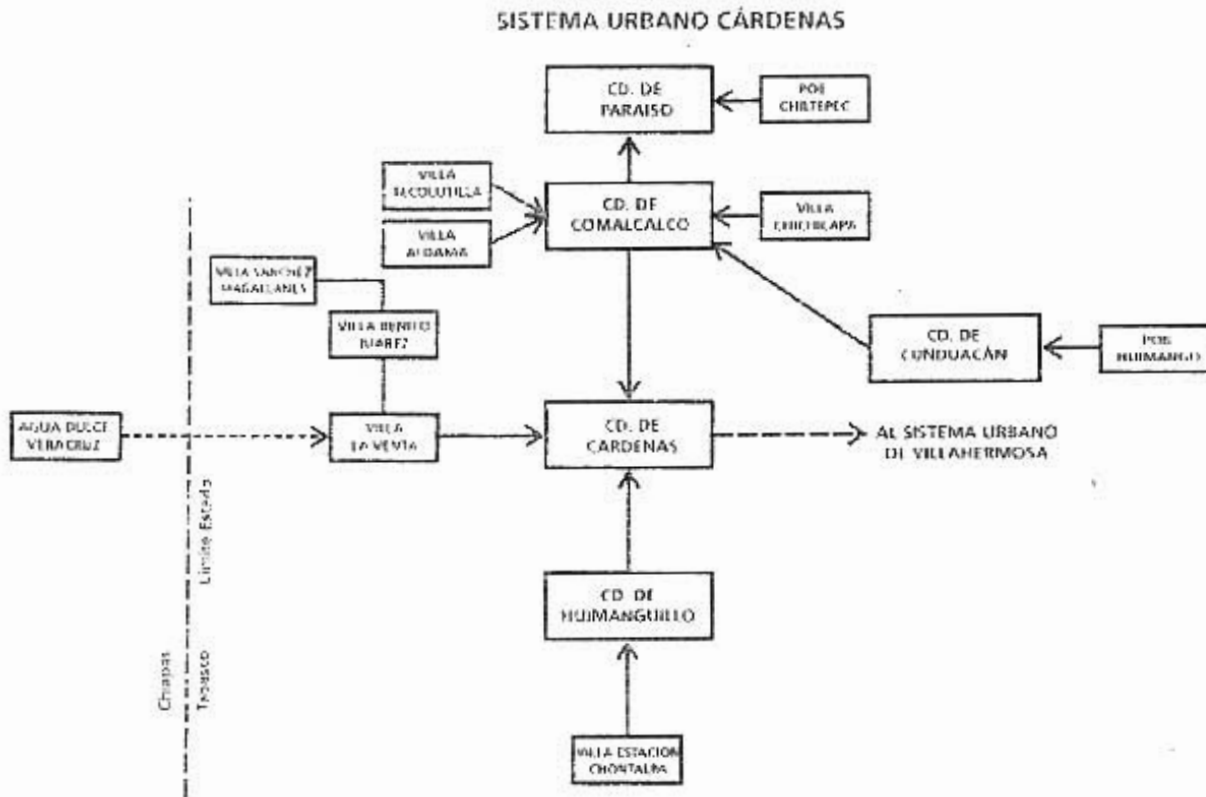 SISTEMA URBANO CÁRDENAS
CD. DE
PARAISO
POB
CHILTEPEC
VILLA
TECOLUTILLA
VILLA
ALDAMA
CD. DE
COMALCALCO
VILLA
CHICHICAPA
VILLA SANCHEZ
MAGALLANES
VILLA BENITO
JUAREZ
CD. DE
CUNDUACÁN
POB
HUIMANGO
AGUA DULCE
VERACRUZ
VILLA
LA VENTA
CD. DE
CARDENAS
AL SISTEMA URBANO
DE VILLAHERMOSA
Límite Estado
CD. DE
HUIMANGUILLO
Chiapas
Tabasco
VILLA ESTACION
CHONTALPA